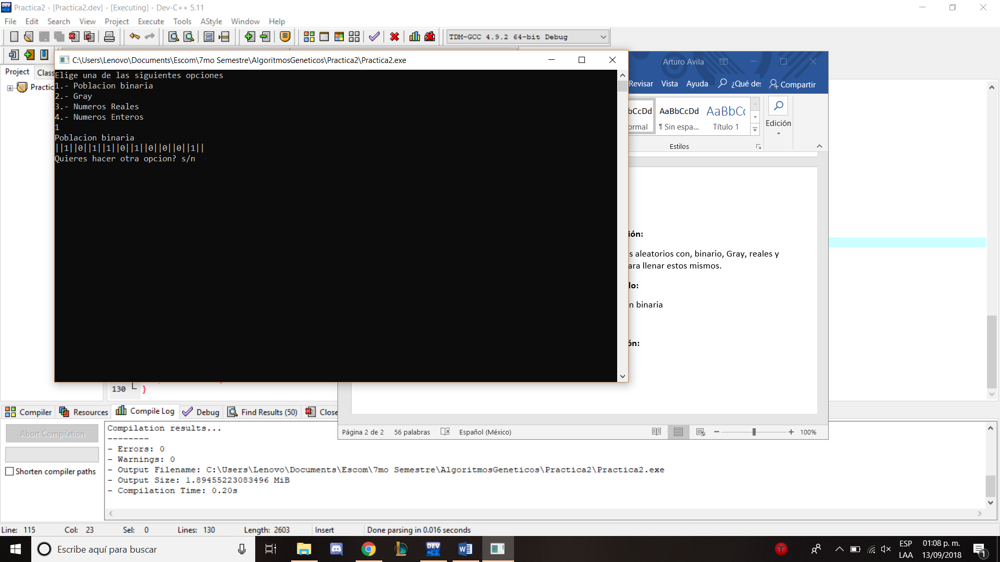 Practica2 - [Practica2.dev] - [Executing] - Dev-C++ 5.11
File Edit Search View Project Execute Tools AStyle Window Help
TDM-GCC 4.9.2 64-bit Debug
Project Class
Practic
C:\Users\Lenovo\Documents\Escom\7mo Semestre\AlgoritmosGeneticos\Practica2\Practica2.exe
Elige una de las siguientes opciones
1.- Poblacion binaria
2.- Gray
3.- Numeros Reales
4.- Numeros Enteros
1
Poblacion binaria
||1||0||1||1||0||1||0||0||0||1||
Quieres hacer otra opcion? s/n
Arturo Avila
Revisar Vista Ayuda ¿Qué des Compartir
bCcDd AaBbCcDd AaBbCc
ormal ¶ Sin espa... Título 1
Edición
Estilos
ión:
s aleatorios con, binario, Gray, reales y
ara llenar estos mismos.
lo:
n binaria
ón:
130 }
Página 2 de 2 56 palabras Español (México) 100%
Compiler Resources Compile Log Debug Find Results (50) Close
Abort Compilation
Shorten compiler paths
Compilation results...
--------
- Errors: 0
- Warnings: 0
- Output Filename: C:\Users\Lenovo\Documents\Escom\7mo Semestre\AlgoritmosGeneticos\Practica2\Practica2.exe
- Output Size: 1.89455223083496 MiB
- Compilation Time: 0.20s
Line: 115 Col: 23 Sel: 0 Lines: 130 Length: 2603 Insert Done parsing in 0.016 seconds
Escribe aquí para buscar
DEV C++
ESP
LAA
01:08 p. m.
13/09/2018
1